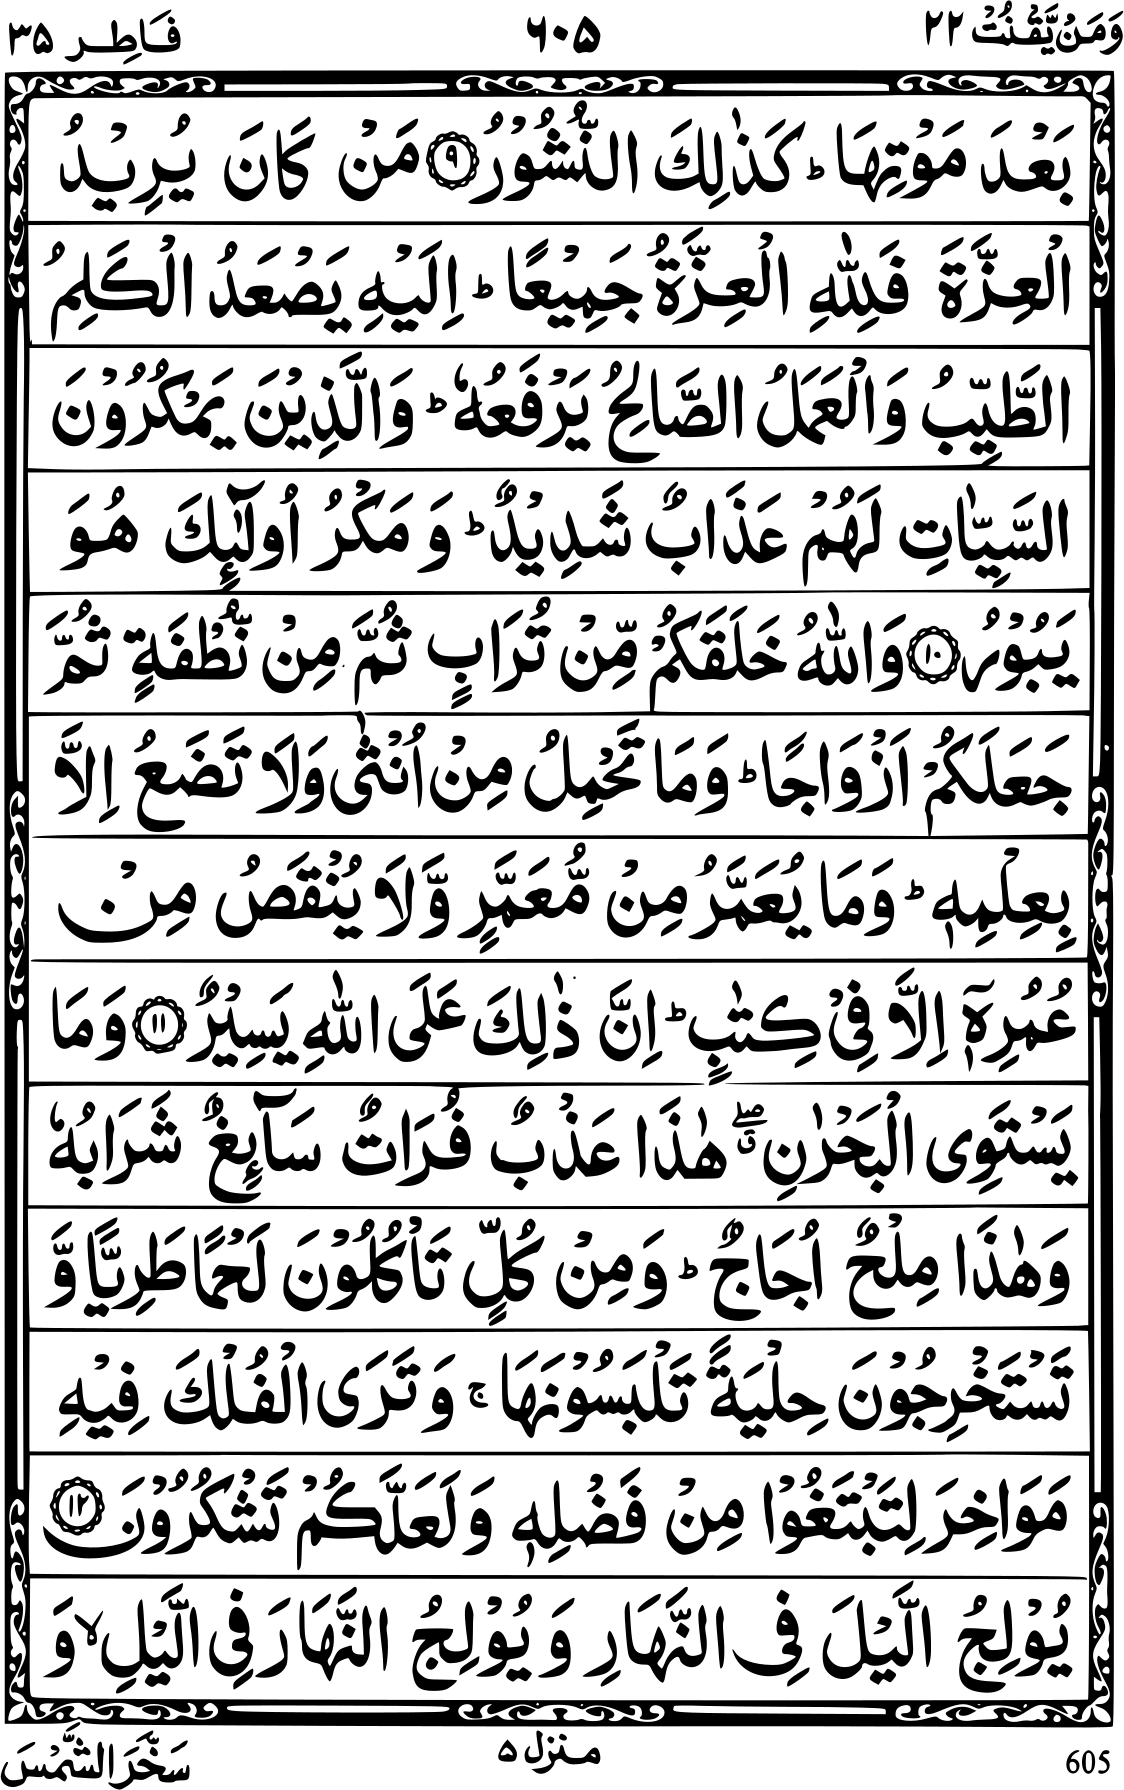 وَمَنْ يَّقْنُتْ ٢٢ ٦٠٥ فَاطِر ٣۵
بَعْدَ مَوْتِهَا ؕ كَذٰلِكَ النُّشُوْرُ ٩ مَنْ كَانَ يُرِيْدُ
الْعِزَّةَ فَلِلّٰهِ الْعِزَّةُ جَمِيْعًا ؕ اِلَيْهِ يَصْعَدُ الْكَلِمُ
الطَّيِّبُ وَالْعَمَلُ الصَّالِحُ يَرْفَعُهٗ ؕ وَالَّذِيْنَ يَمْكُرُوْنَ
السَّيِّاٰتِ لَهُمْ عَذَابٌ شَدِيْدٌ ؕ وَ مَكْرُ اُولٰٓئِكَ هُوَ
يَبُوْرُ ١٠ وَاللّٰهُ خَلَقَكُمْ مِّنْ تُرَابٍ ثُمَّ مِنْ نُّطْفَةٍ ثُمَّ
جَعَلَكُمْ اَزْوَاجًا ؕ وَمَا تَحْمِلُ مِنْ اُنْثٰى وَلَا تَضَعُ اِلَّا
بِعِلْمِهٖ ؕ وَمَا يُعَمَّرُ مِنْ مُّعَمَّرٍ وَّلَا يُنْقَصُ مِنْ
عُمُرِهٖٓ اِلَّا فِيْ كِتٰبٍ ؕ اِنَّ ذٰلِكَ عَلَى اللّٰهِ يَسِيْرٌ ١١ وَمَا
يَسْتَوِى الْبَحْرٰنِ ۖق هٰذَا عَذْبٌ فُرَاتٌ سَآئِغٌ شَرَابُهٗ
وَهٰذَا مِلْحٌ اُجَاجٌ ؕ وَمِنْ كُلٍّ تَاْكُلُوْنَ لَحْمًا طَرِيًّا وَّ
تَسْتَخْرِجُوْنَ حِلْيَةً تَلْبَسُوْنَهَا ۚ وَتَرَى الْفُلْكَ فِيْهِ
مَوَاخِرَ لِتَبْتَغُوْا مِنْ فَضْلِهٖ وَلَعَلَّكُمْ تَشْكُرُوْنَ ١٢
يُوْلِجُ الَّيْلَ فِى النَّهَارِ وَيُوْلِجُ النَّهَارَ فِي الَّيْلِ ۙ وَ
سَخَّرَ الشَّمْسَ منزل ۵ 605